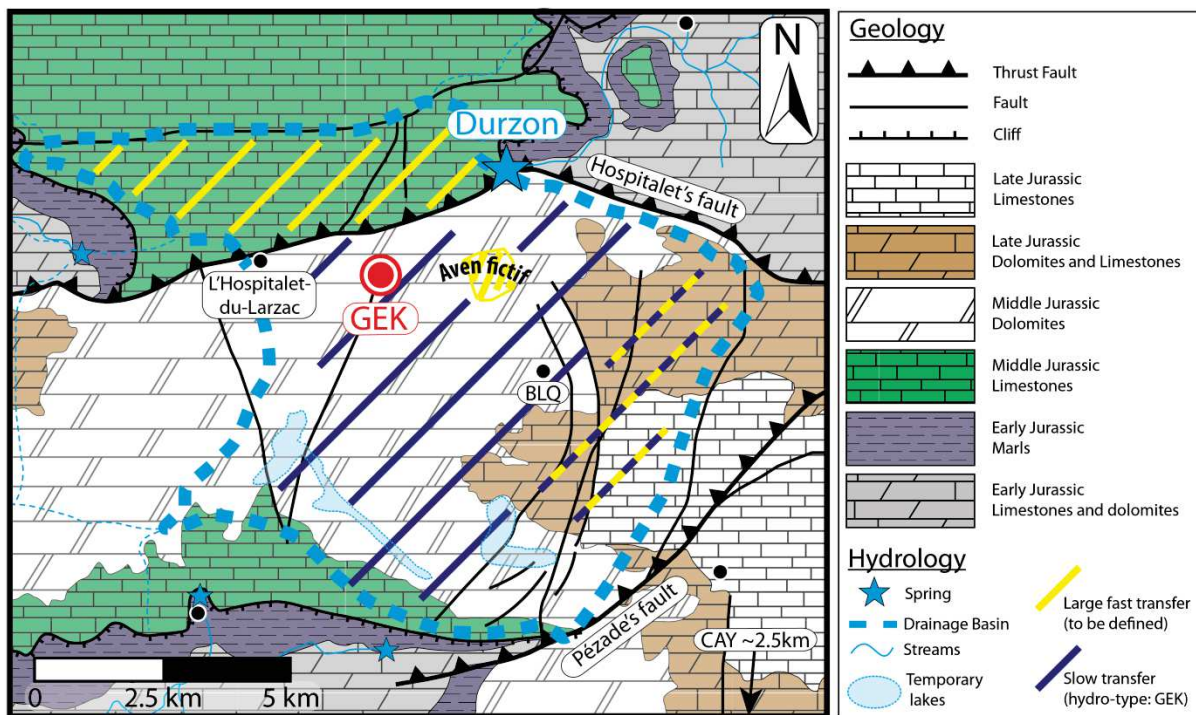 N
Durzon
Hospitalet's fault
Aven fictif
L'Hospitalet-
du-Larzac
GEK
BLQ
Pézade's fault
CAY ~2.5km
0
2.5 km
5 km
Geology
Thrust Fault
Fault
Cliff
Late Jurassic
Limestones
Late Jurassic
Dolomites and Limestones
Middle Jurassic
Dolomites
Middle Jurassic
Limestones
Early Jurassic
Marls
Early Jurassic
Limestones and dolomites
Hydrology
Spring
Drainage Basin
Streams
Temporary
lakes
Large fast transfer
(to be defined)
Slow transfer
(hydro-type: GEK)